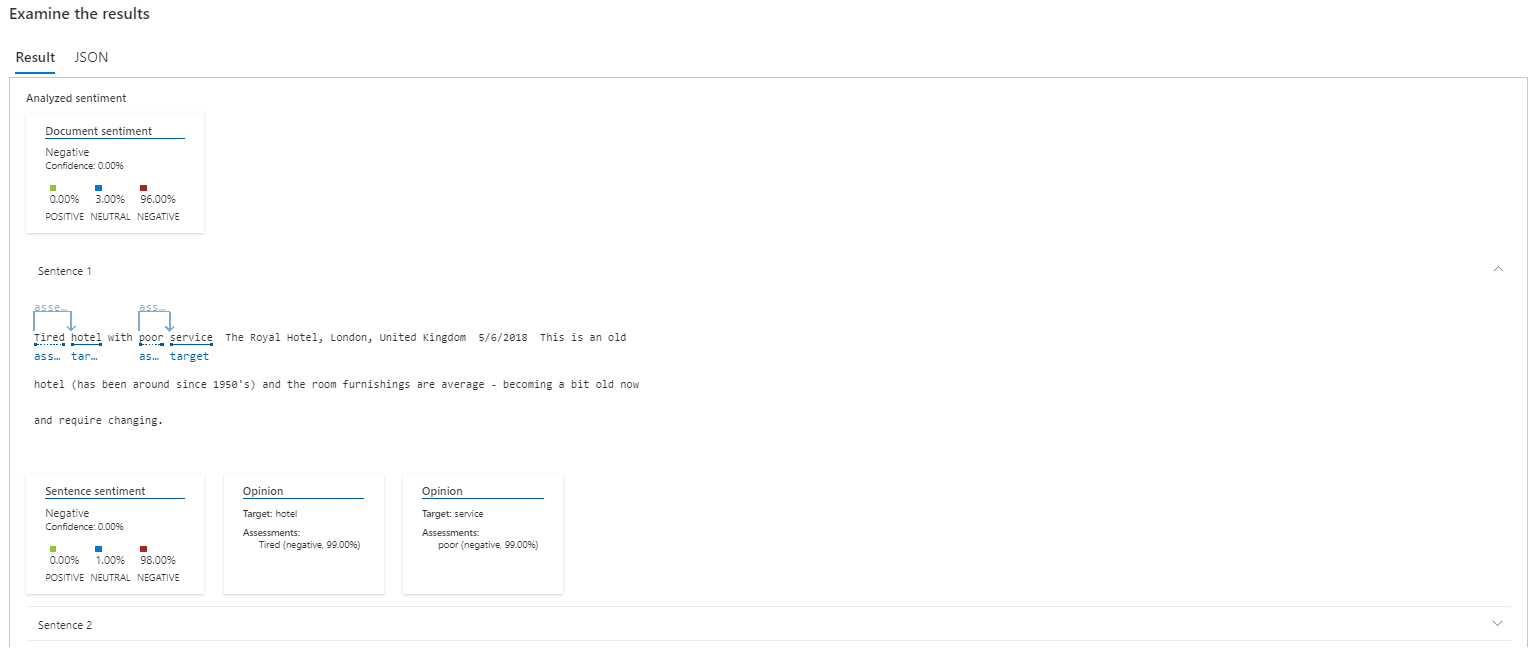 Examine the results
Result JSON
Analyzed sentiment
Document sentiment
Negative
Confidence: 0.00%
0.00% 3.00% 96.00%
POSITIVE NEUTRAL NEGATIVE
Sentence 1
asse... ass...
Tired hotel with poor service The Royal Hotel, London, United Kingdom 5/6/2018 This is an old
ass... tar... as... target
hotel (has been around since 1950's) and the room furnishings are average - becoming a bit old now
and require changing.
Sentence sentiment
Negative
Confidence: 0.00%
0.00% 1.00% 98.00%
POSITIVE NEUTRAL NEGATIVE
Opinion
Target: hotel
Assessments:
Tired (negative, 99.00%)
Opinion
Target: service
Assessments:
poor (negative, 99.00%)
Sentence 2